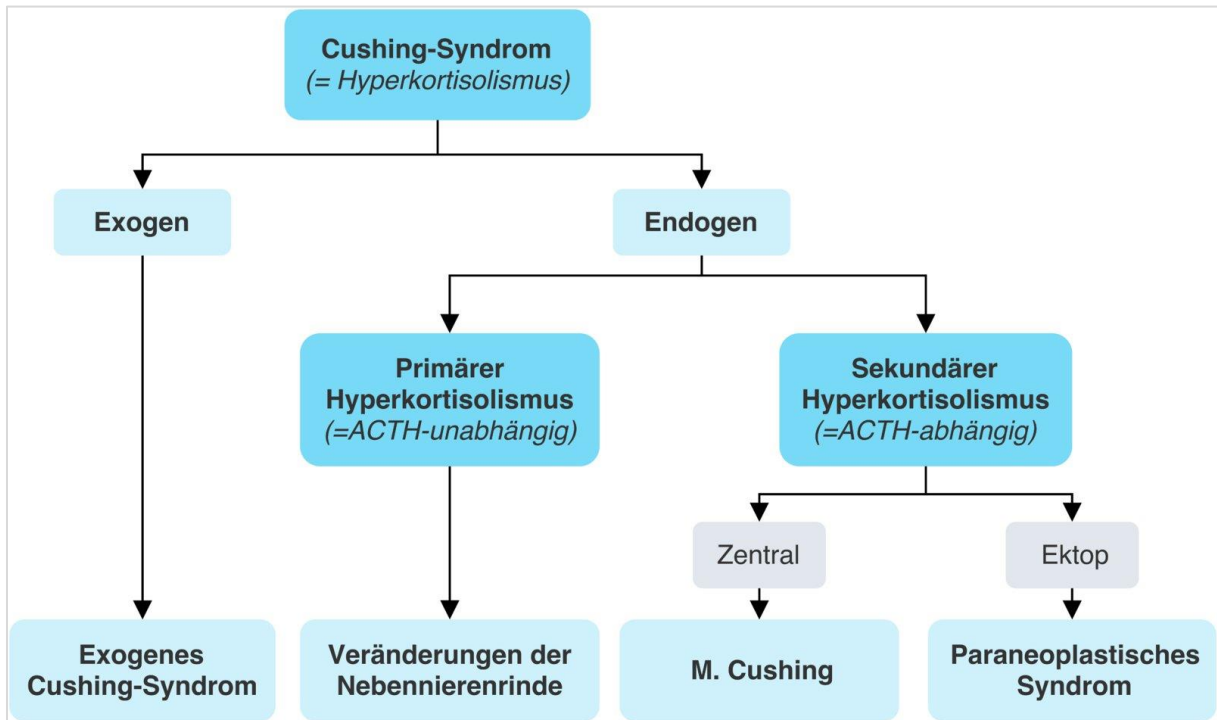 Cushing-Syndrom
(= Hyperkortisolismus)
Exogen
Endogen
Primärer
Hyperkortisolismus
(=ACTH-unabhängig)
Sekundärer
Hyperkortisolismus
(=ACTH-abhängig)
Zentral
Ektop
Exogenes
Cushing-Syndrom
Veränderungen der
Nebennierenrinde
M. Cushing
Paraneoplastisches
Syndrom